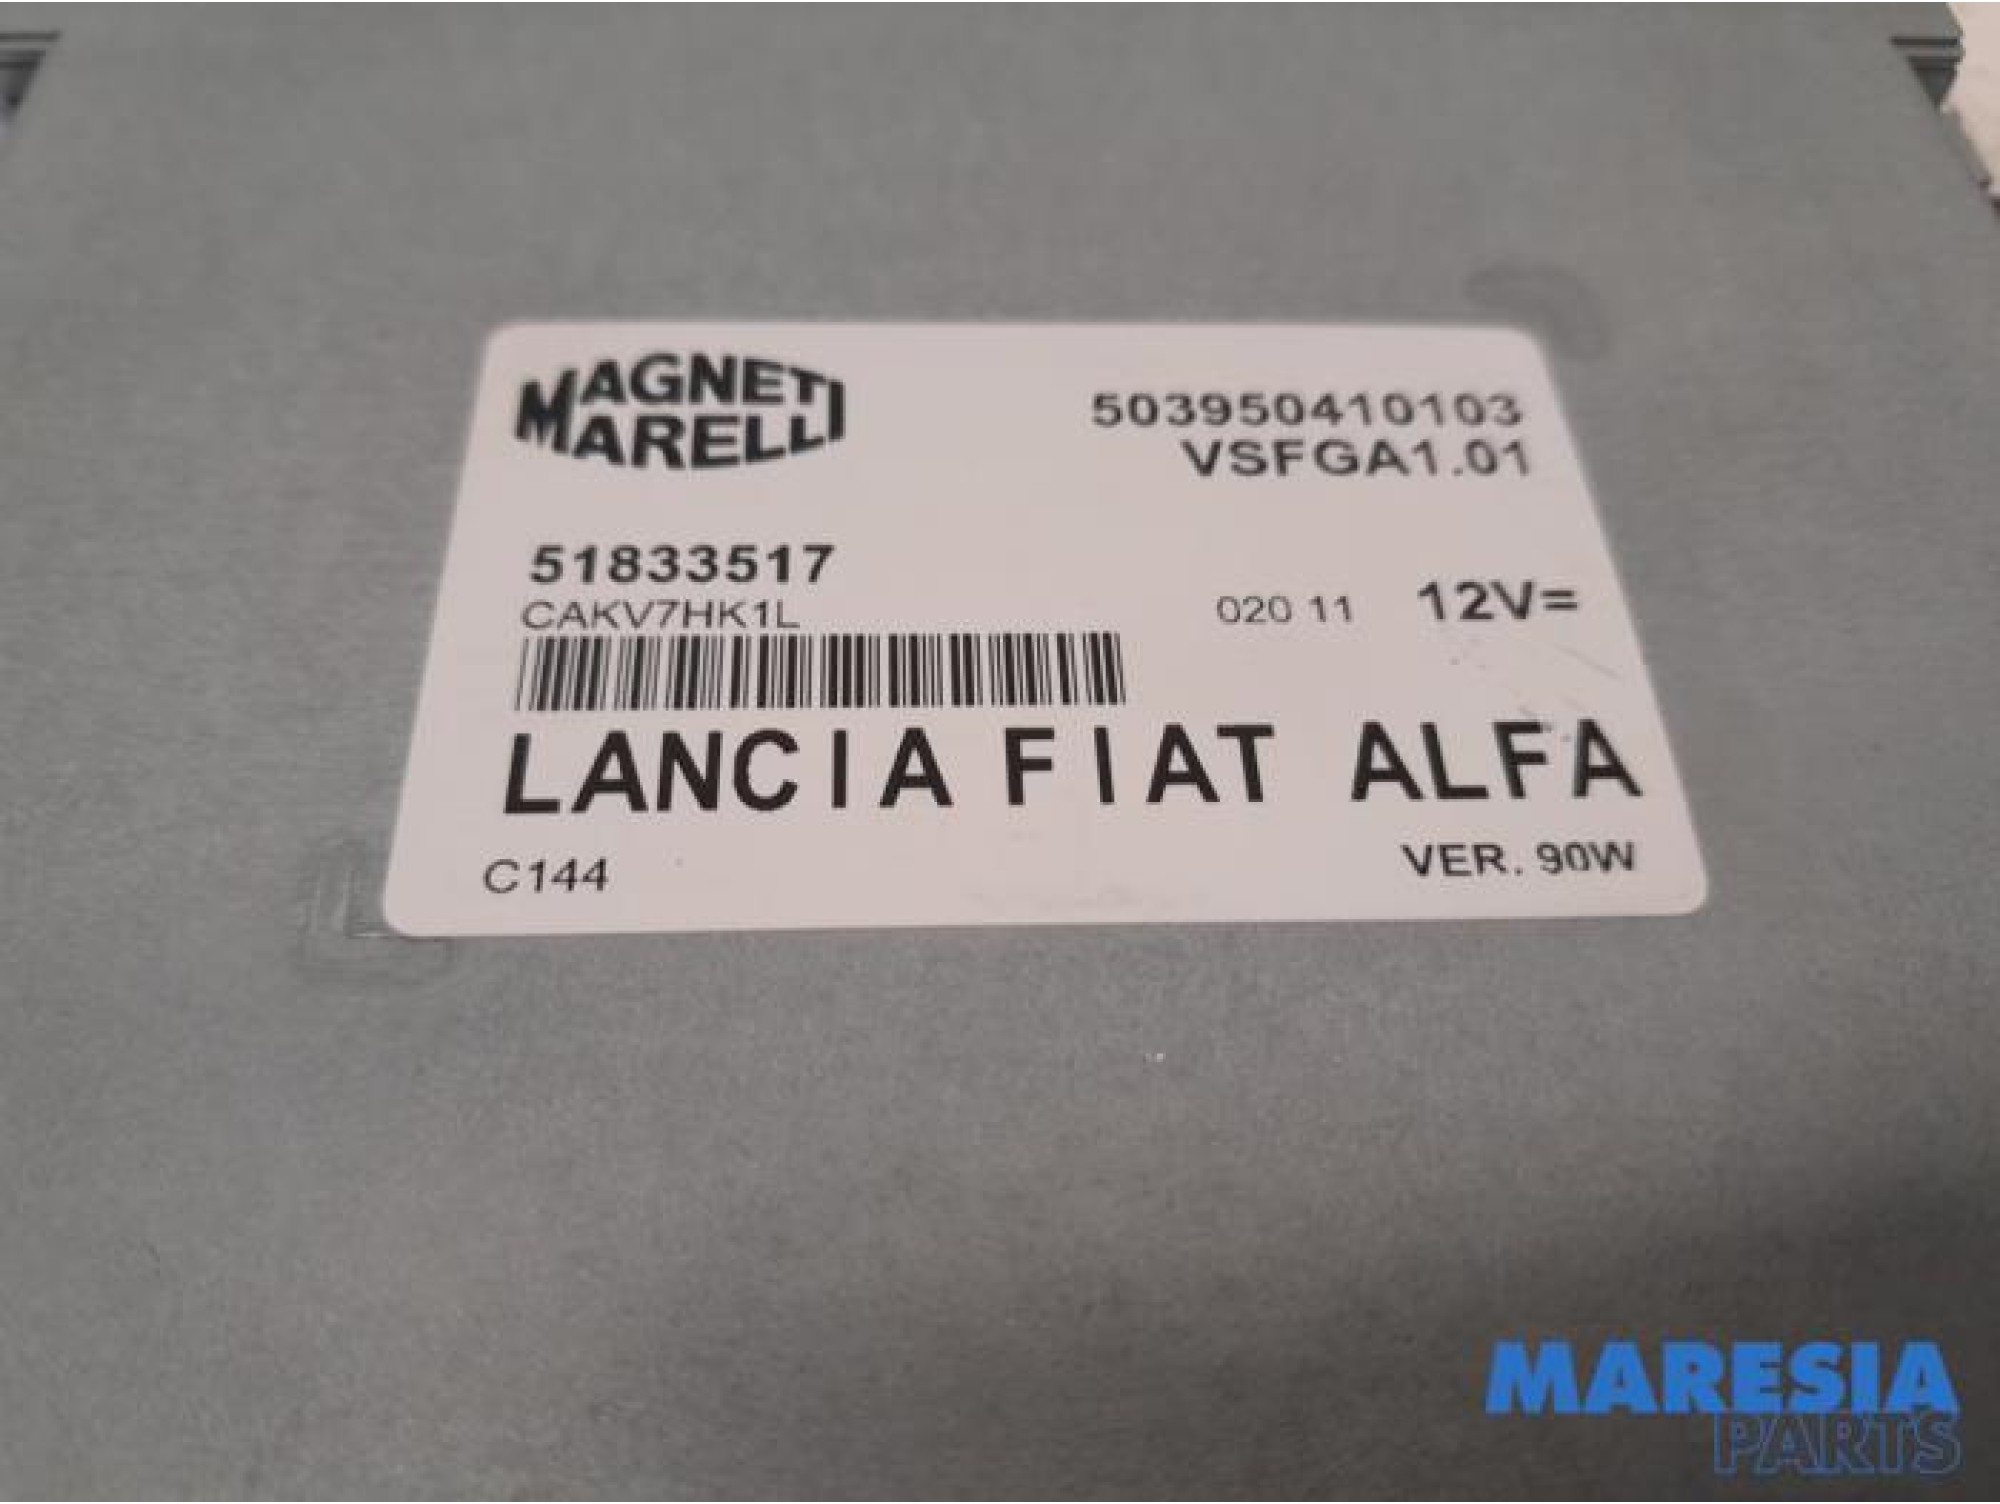 MAGNETI
MARELLI
503950410103
VSFGA1.01
51833517
CAKV7HK1L
020 11 12V=
LANCIA FIAT ALFA
C144
VER. 90W
MARESIA
PARTS